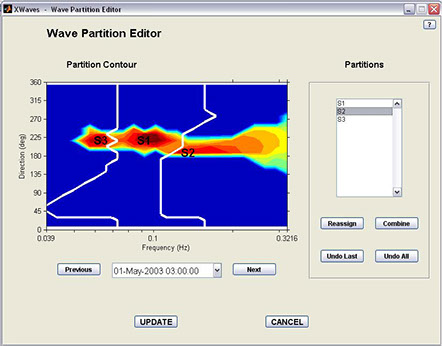 XWaves - Wave Partition Editor
?
Wave Partition Editor
Partition Contour
Partitions
360
315
270
225
180
135
90
45
0
Direction (deg)
S3
S1
S2
0.039
0.1
0.3216
Frequency (Hz)
S1
S2
S3
Reassign
Combine
Undo Last
Undo All
Previous
01-May-2003 03.00.00
Next
UPDATE
CANCEL